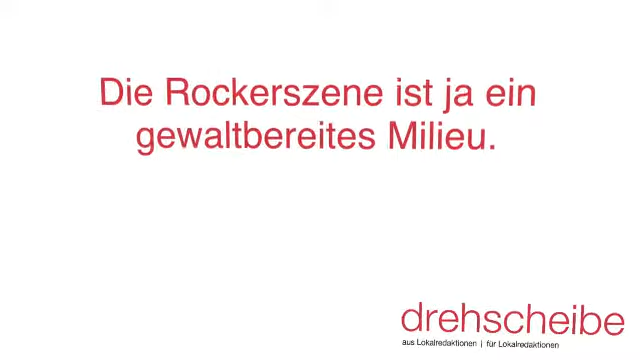 Die Rockerszene ist ja ein
gewaltbereites Milieu.
drehscheibe
aus Lokalredaktionen | für Lokalredaktionen